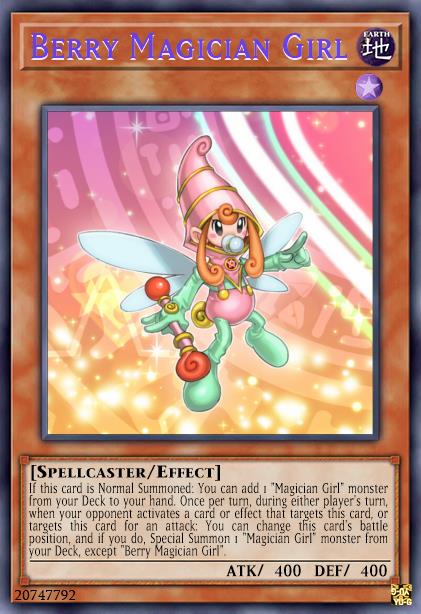 Berry Magician Girl
EARTH
地
[Spellcaster/Effect]
If this card is Normal Summoned: You can add 1 "Magician Girl" monster
from your Deck to your hand. Once per turn, during either player's turn,
when your opponent activates a card or effect that targets this card, or
targets this card for an attack: You can change this card's battle
position, and if you do, Special Summon 1 "Magician Girl" monster from
your Deck, except "Berry Magician Girl".
ATK/ 400 DEF/ 400
20747792